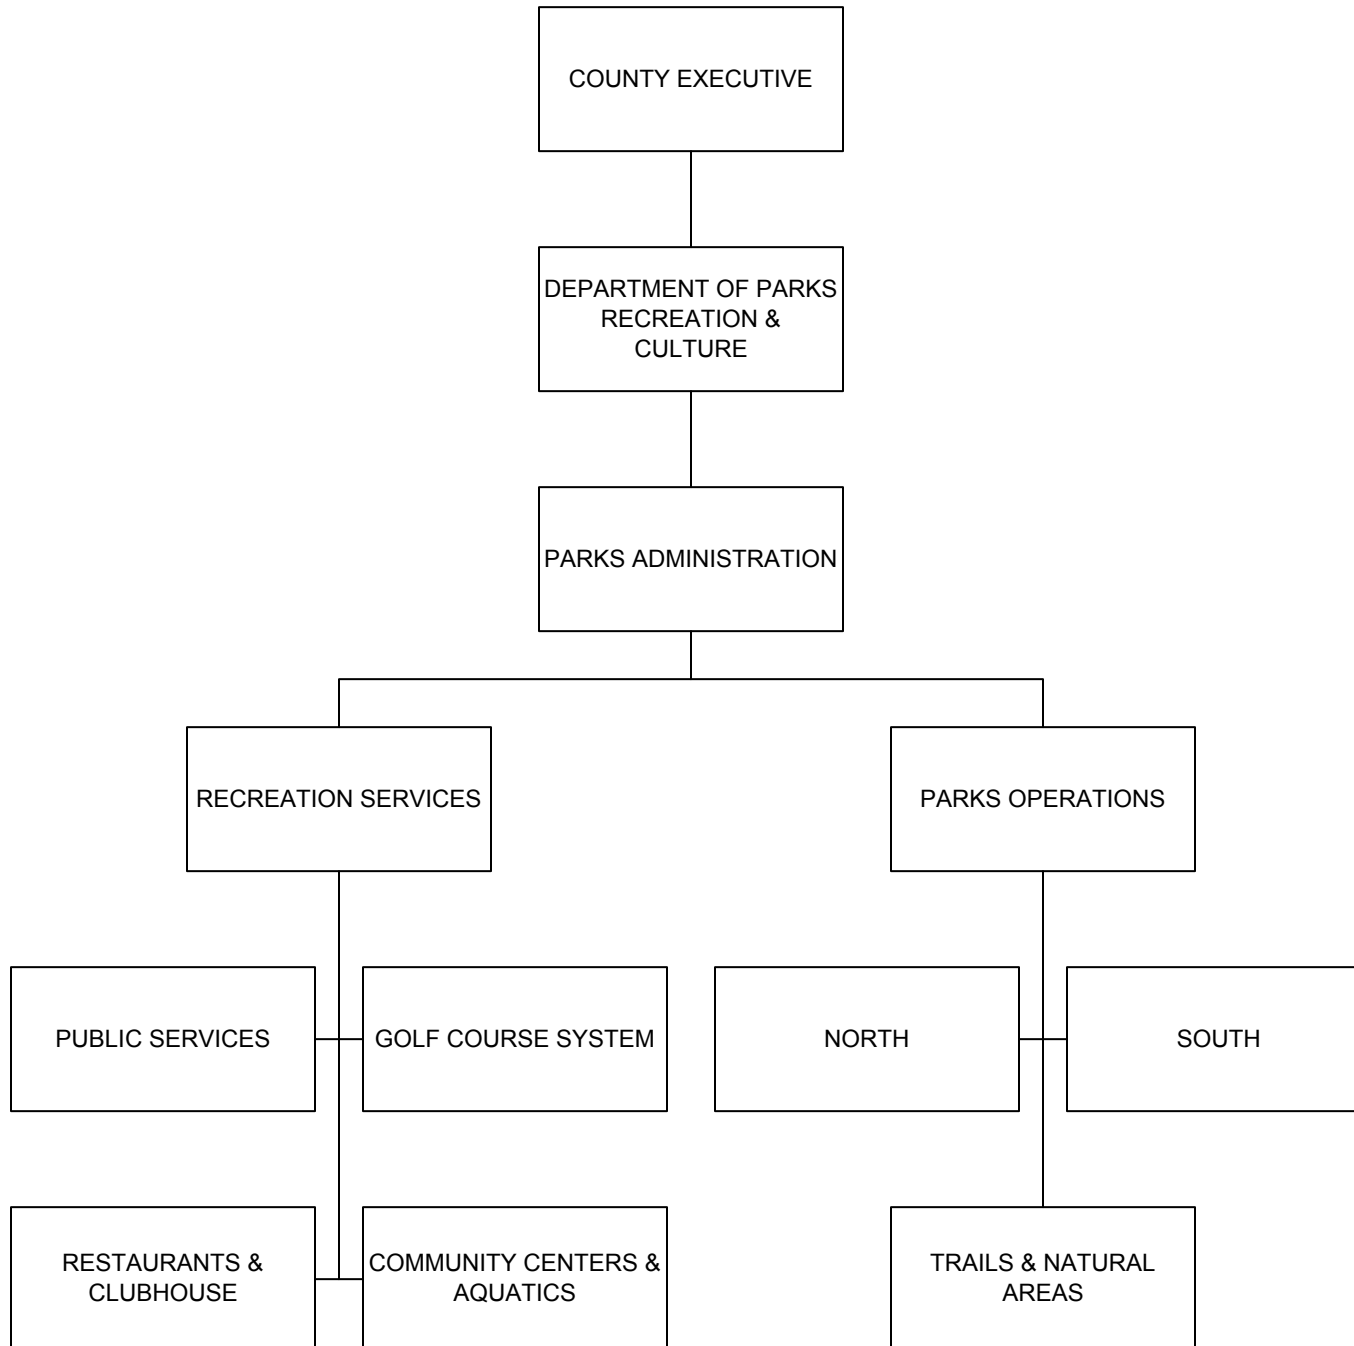 COUNTY EXECUTIVE
DEPARTMENT OF PARKS
RECREATION &
CULTURE
PARKS ADMINISTRATION
RECREATION SERVICES
PARKS OPERATIONS
PUBLIC SERVICES
GOLF COURSE SYSTEM
NORTH
SOUTH
RESTAURANTS &
CLUBHOUSE
COMMUNITY CENTERS &
AQUATICS
TRAILS & NATURAL
AREAS